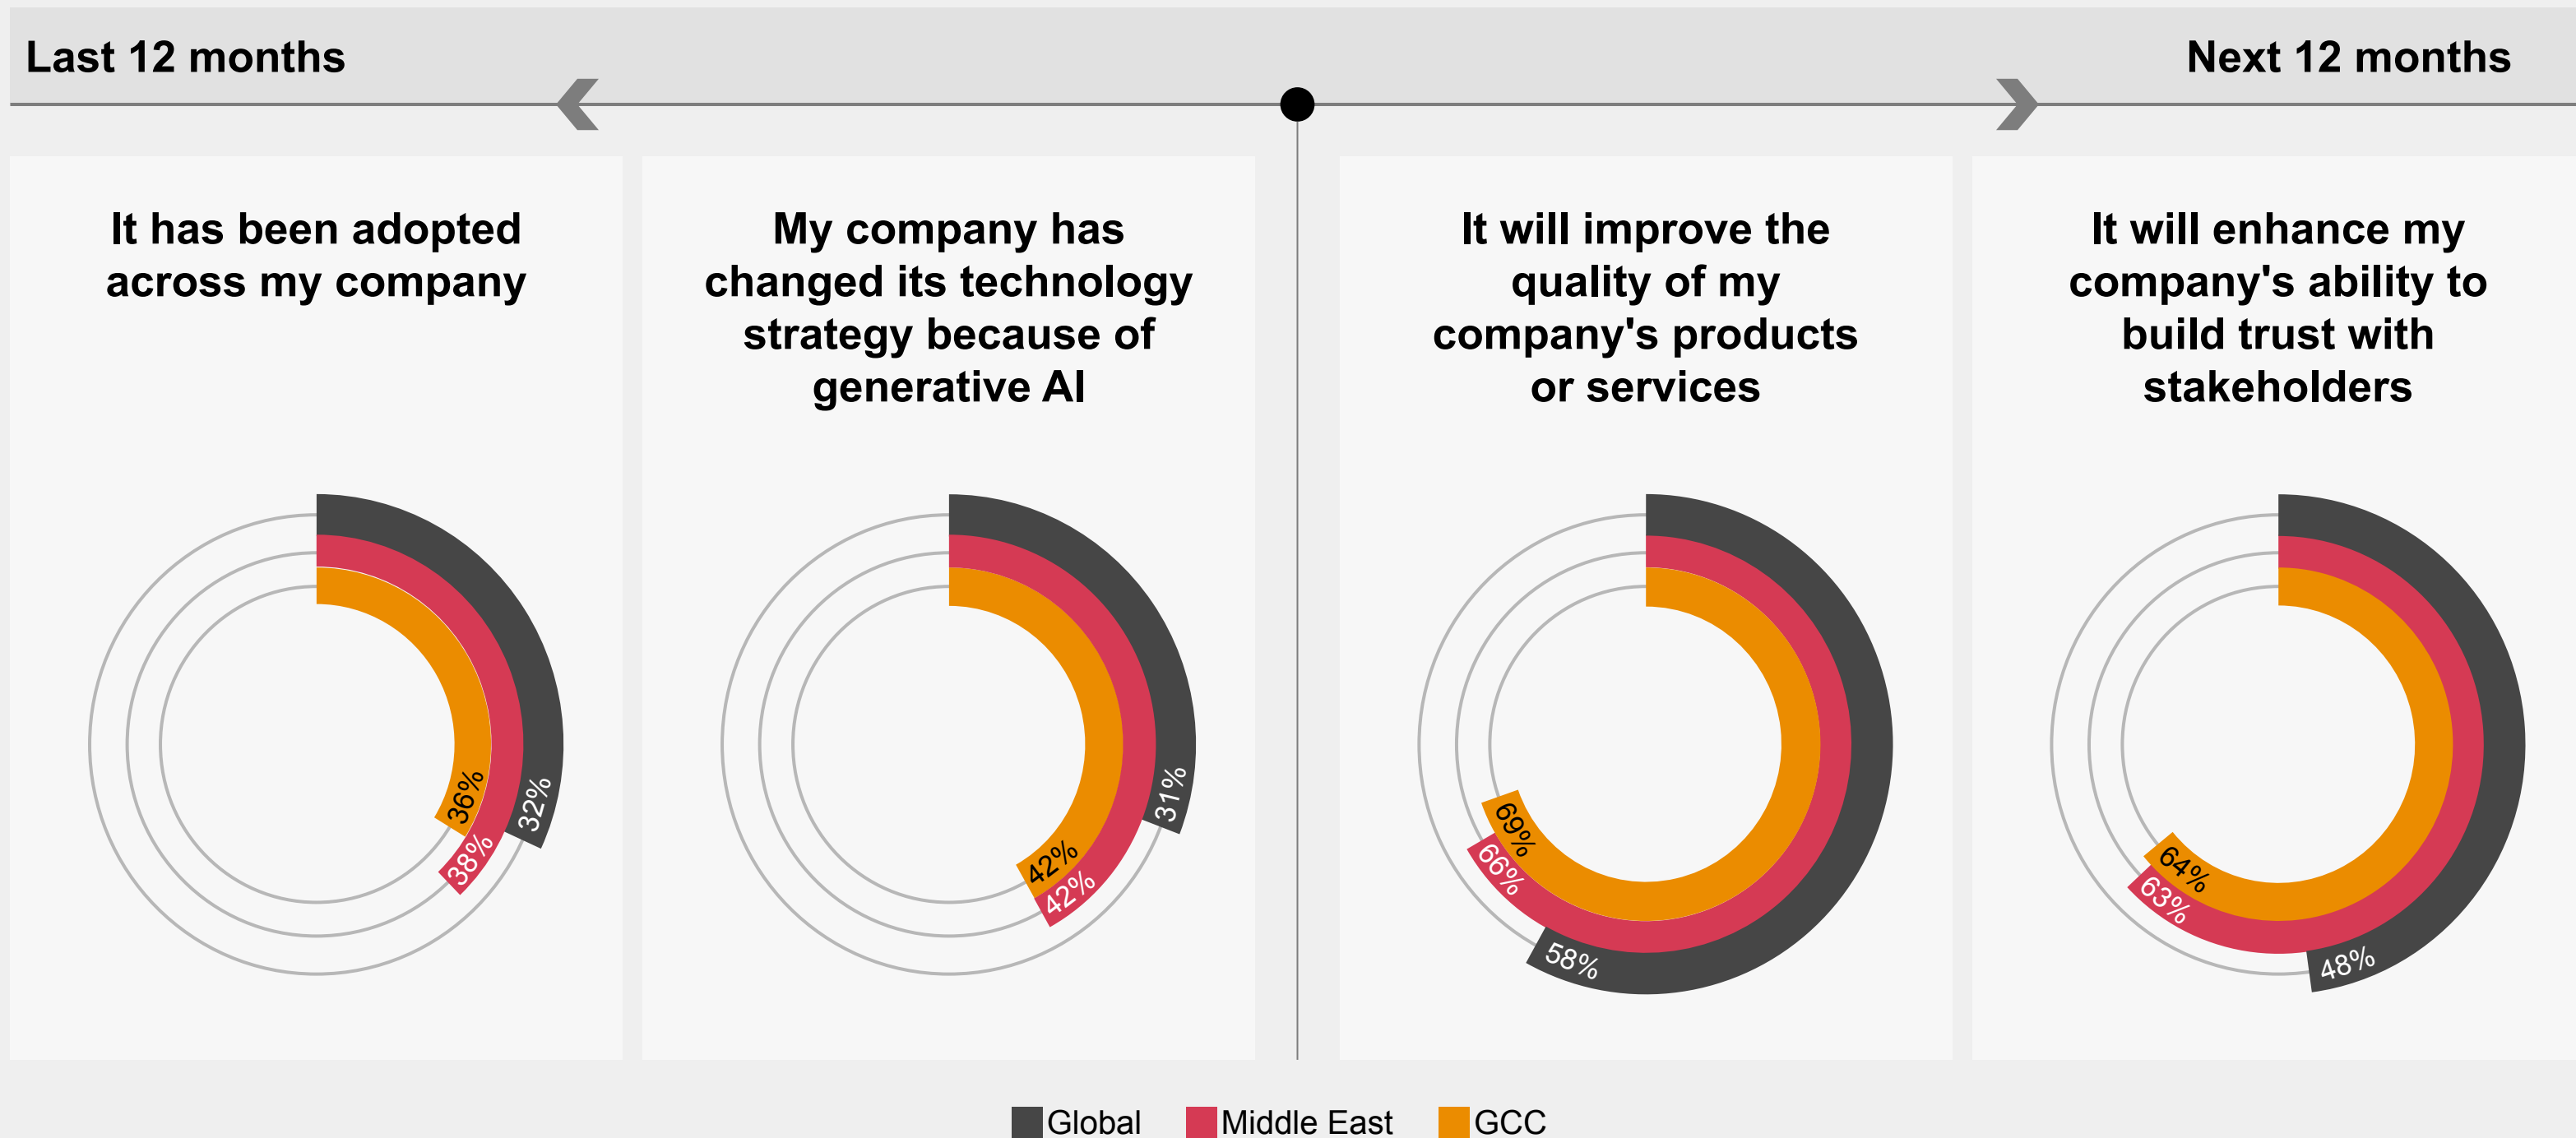 Last 12 months
Next 12 months
It has been adopted
across my company
36%
32%
38%
My company has
changed its technology
strategy because of
generative AI
31%
42%
42%
It will improve the
quality of my
company's products
or services
69%
66%
58%
It will enhance my
company's ability to
build trust with
stakeholders
64%
63%
48%
Global
Middle East
GCC